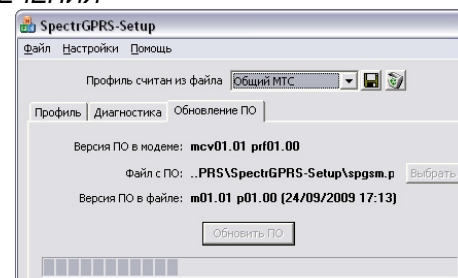 SpectrGPRS-Setup
Файл Настройки Помощь
Профиль считан из файла Общий МТС
Профиль Диагностика Обновление ПО
Версия ПО в модеме: mcv01.01 prf01.00
Файл с ПО: ..PRS\SpectrGPRS-Setup\spgsm.p Выбрать
Версия ПО в файле: m01.01 p01.00 (24/09/2009 17:13)
Обновить ПО